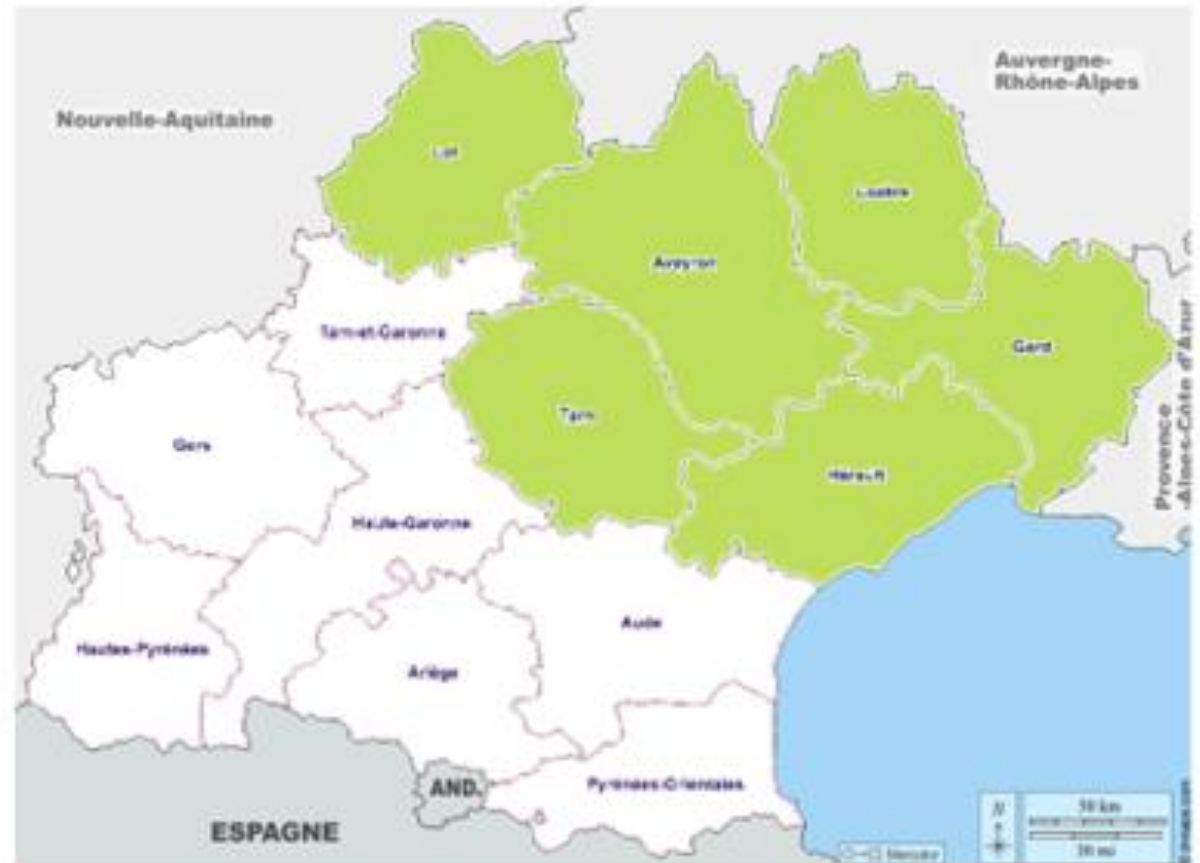 Auvergne-
Rhône-Alpes
Nouvelle-Aquitaine
Lot
Lozère
Aveyron
Tarn-et-Garonne
Gard
Provence
-Alpes-Côte d'Azur
Tarn
Gers
Hérault
Haute-Garonne
Aude
Hautes-Pyrénées
Ariège
Pyrénées-Orientales
AND.
ESPAGNE
N
50 km
30 mi